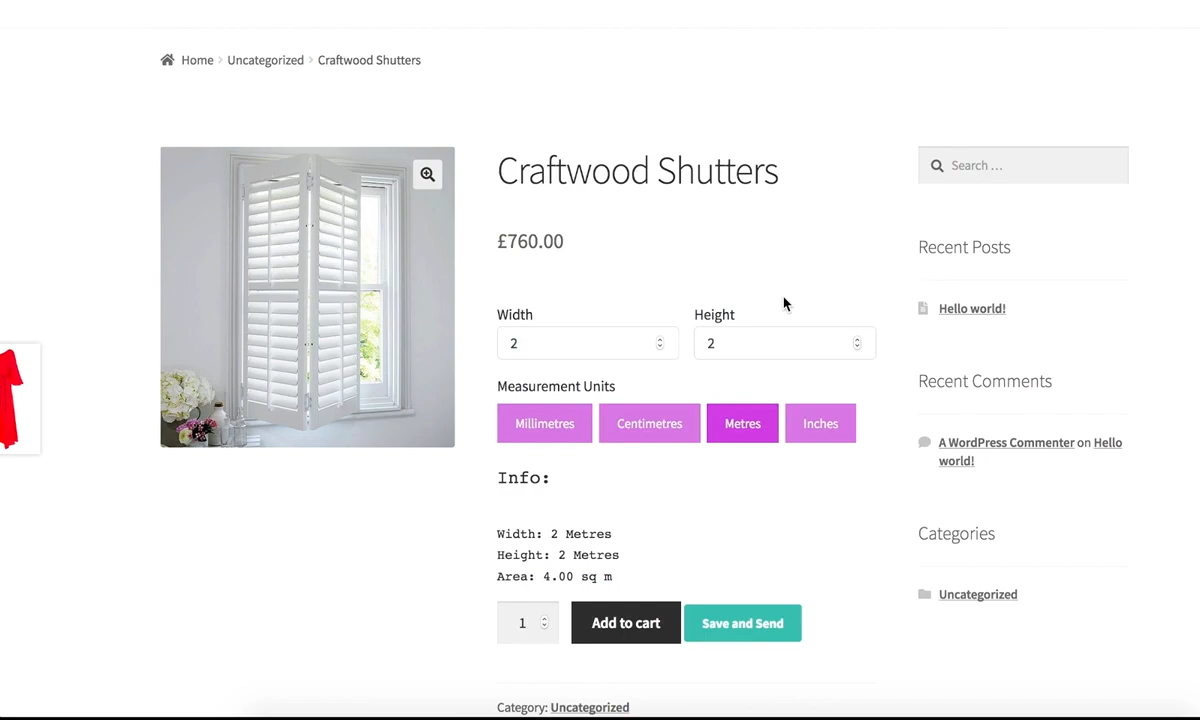 Home › Uncategorized › Craftwood Shutters
Craftwood Shutters
£760.00
Width
Height
2
2
Measurement Units
Millimetres
Centimetres
Metres
Inches
Info:
Width: 2 Metres
Height: 2 Metres
Area: 4.00 sq m
1
Add to cart
Save and Send
Category: Uncategorized
Search …
Recent Posts
Hello world!
Recent Comments
A WordPress Commenter on Hello
world!
Categories
Uncategorized